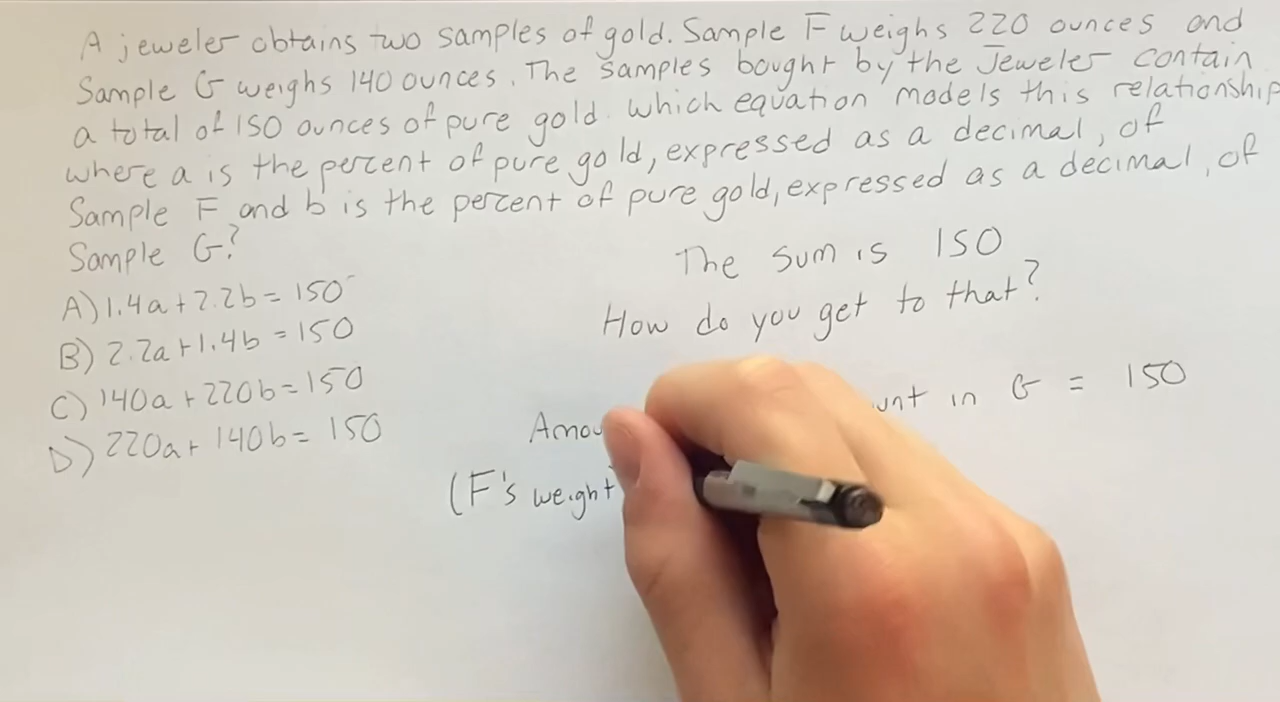 A jeweler obtains two samples of gold. Sample F weighs 220 ounces and
Sample G weighs 140 ounces. The samples bought by the Jeweler contain
a total of 150 ounces of pure gold. which equation models this relationship
where a is the percent of pure gold, expressed as a decimal, of
Sample F and b is the percent of pure gold, expressed as a decimal, of
Sample G?
The sum is 150
A) 1.4a + 2.2b = 150
How do you get to that?
B) 2.2a + 1.4b = 150
C) 140a + 220b = 150
D) 220a + 140b = 150
in G = 150
(F's weight